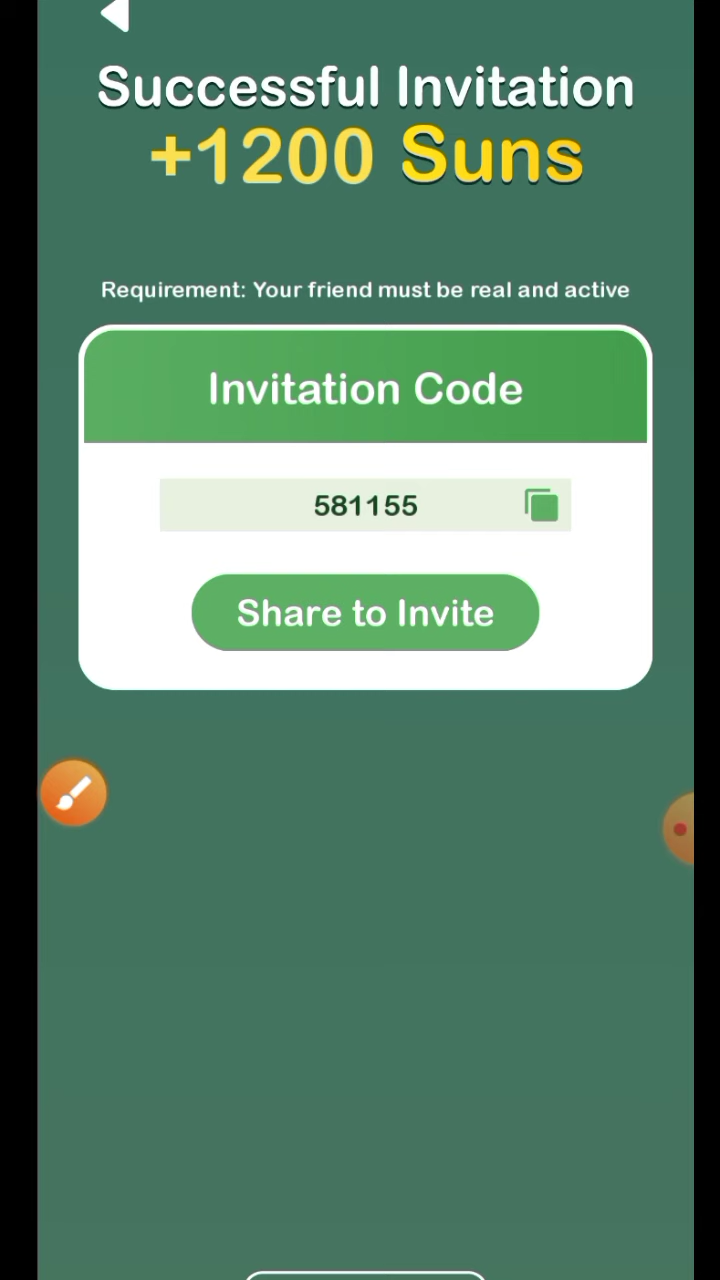 Successful Invitation
+1200 Suns
Requirement: Your friend must be real and active
Invitation Code
581155
Share to Invite